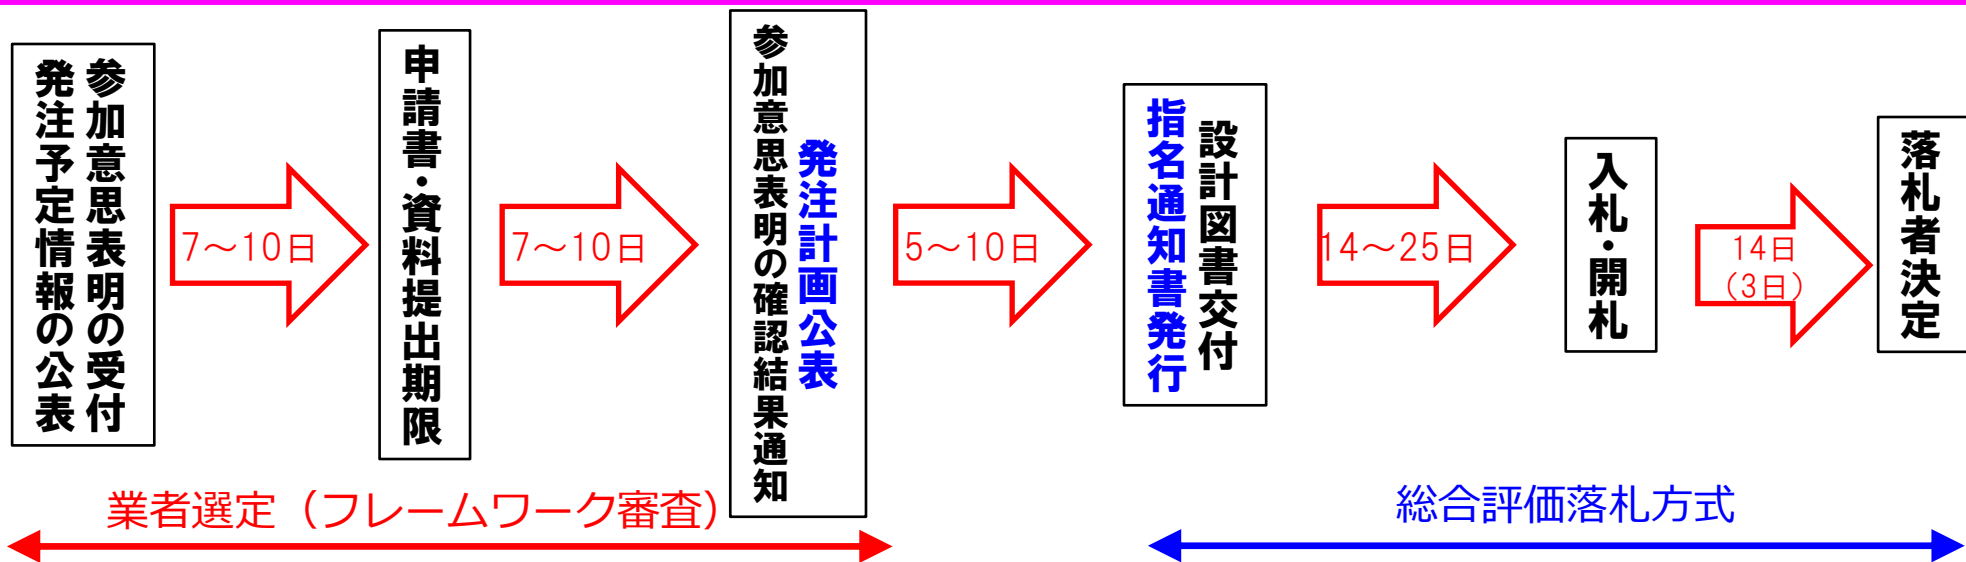 参加意思表明の受付
発注予定情報の公表
7～10日
申請書・資料提出期限
7～10日
発注計画公表
参加意思表明の確認結果通知
5～10日
設計図書交付
指名通知書発行
14～25日
入札・開札
14日
(3日)
落札者決定
業者選定（フレームワーク審査）
総合評価落札方式